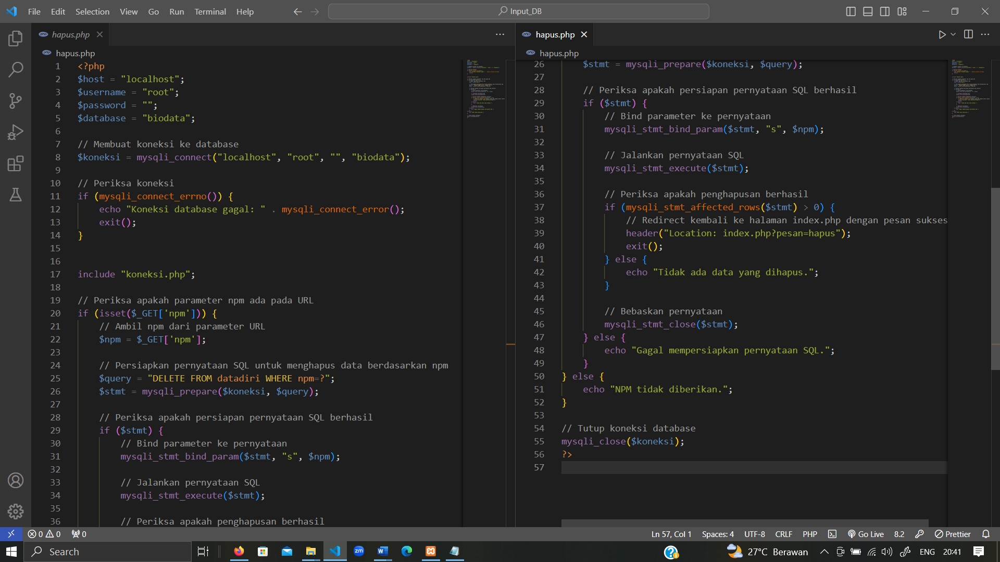 File Edit Selection View Go Run Terminal Help
Input_DB
hapus.php
hapus.php
1 <?php
2 $host = "localhost";
3 $username = "root";
4 $password = "";
5 $database = "biodata";
6
7 // Membuat koneksi ke database
8 $koneksi = mysqli_connect("localhost", "root", "", "biodata");
9
10 // Periksa koneksi
11 if (mysqli_connect_errno()) {
12 echo "Koneksi database gagal: " . mysqli_connect_error();
13 exit();
14 }
15
16
17 include "koneksi.php";
18
19 // Periksa apakah parameter npm ada pada URL
20 if (isset($_GET['npm'])) {
21 // Ambil npm dari parameter URL
22 $npm = $_GET['npm'];
23
24 // Persiapkan pernyataan SQL untuk menghapus data berdasarkan npm
25 $query = "DELETE FROM datadiri WHERE npm=?";
26 $stmt = mysqli_prepare($koneksi, $query);
27
28 // Periksa apakah persiapan pernyataan SQL berhasil
29 if ($stmt) {
30 // Bind parameter ke pernyataan
31 mysqli_stmt_bind_param($stmt, "s", $npm);
32
33 // Jalankan pernyataan SQL
34 mysqli_stmt_execute($stmt);
35
36 // Periksa apakah penghapusan berhasil
hapus.php
hapus.php
26 $stmt = mysqli_prepare($koneksi, $query);
27
28 // Periksa apakah persiapan pernyataan SQL berhasil
29 if ($stmt) {
30 // Bind parameter ke pernyataan
31 mysqli_stmt_bind_param($stmt, "s", $npm);
32
33 // Jalankan pernyataan SQL
34 mysqli_stmt_execute($stmt);
35
36 // Periksa apakah penghapusan berhasil
37 if (mysqli_stmt_affected_rows($stmt) > 0) {
38 // Redirect kembali ke halaman index.php dengan pesan sukses
39 header("Location: index.php?pesan=hapus");
40 exit();
41 } else {
42 echo "Tidak ada data yang dihapus.";
43 }
44
45 // Bebaskan pernyataan
46 mysqli_stmt_close($stmt);
47 } else {
48 echo "Gagal mempersiapkan pernyataan SQL.";
49 }
50 } else {
51 echo "NPM tidak diberikan.";
52 }
53
54 // Tutup koneksi database
55 mysqli_close($koneksi);
56 ?>
57
0 0 0
Ln 57, Col 1 Spaces: 4 UTF-8 CRLF PHP Go Live 8.2 Prettier
Search
zm
27°C Berawan ENG 20:41